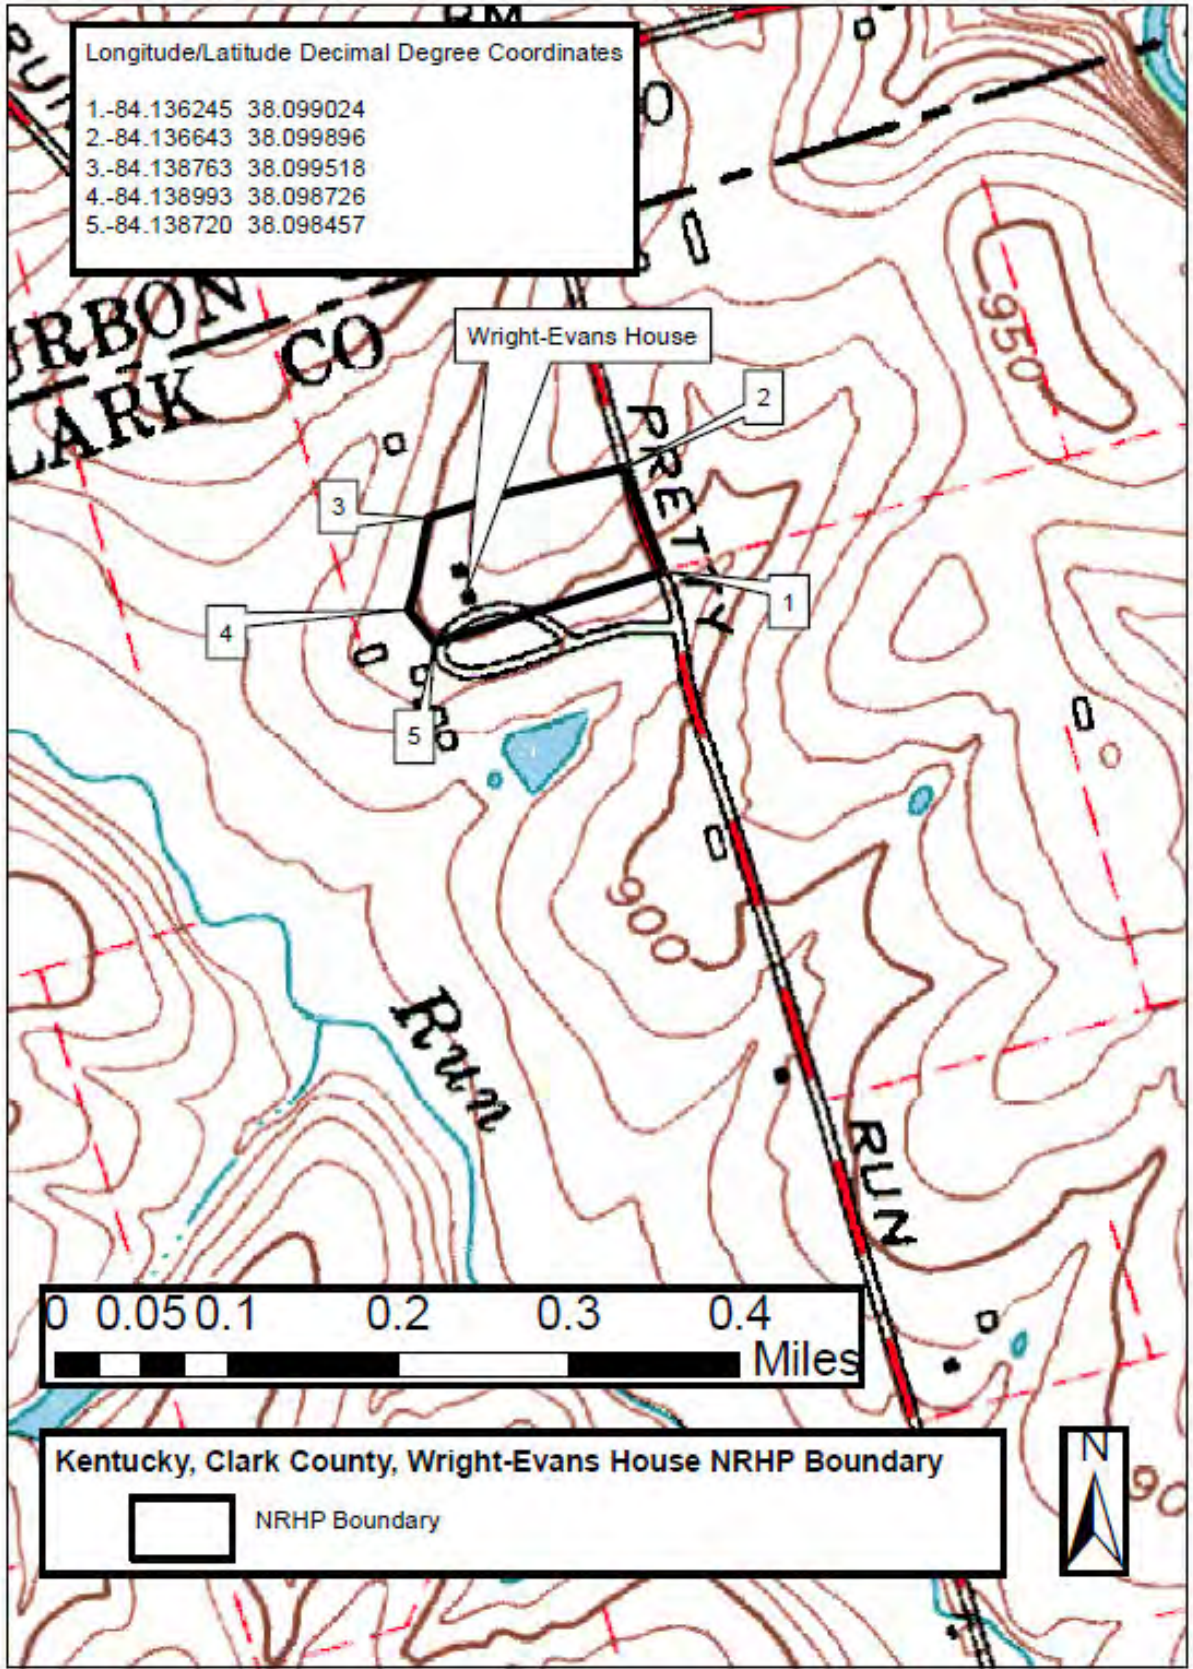 RM
Longitude/Latitude Decimal Degree Coordinates
1.-84.136245 38.099024
2.-84.136643 38.099896
3.-84.138763 38.099518
4.-84.138993 38.098726
5.-84.138720 38.098457
URBON
CLARK CO
950
Wright-Evans House
2
3
PRETTY
1
4
5
900
Run
RUN
0 0.05 0.1 0.2 0.3 0.4
Miles
Kentucky, Clark County, Wright-Evans House NRHP Boundary
NRHP Boundary
N
90